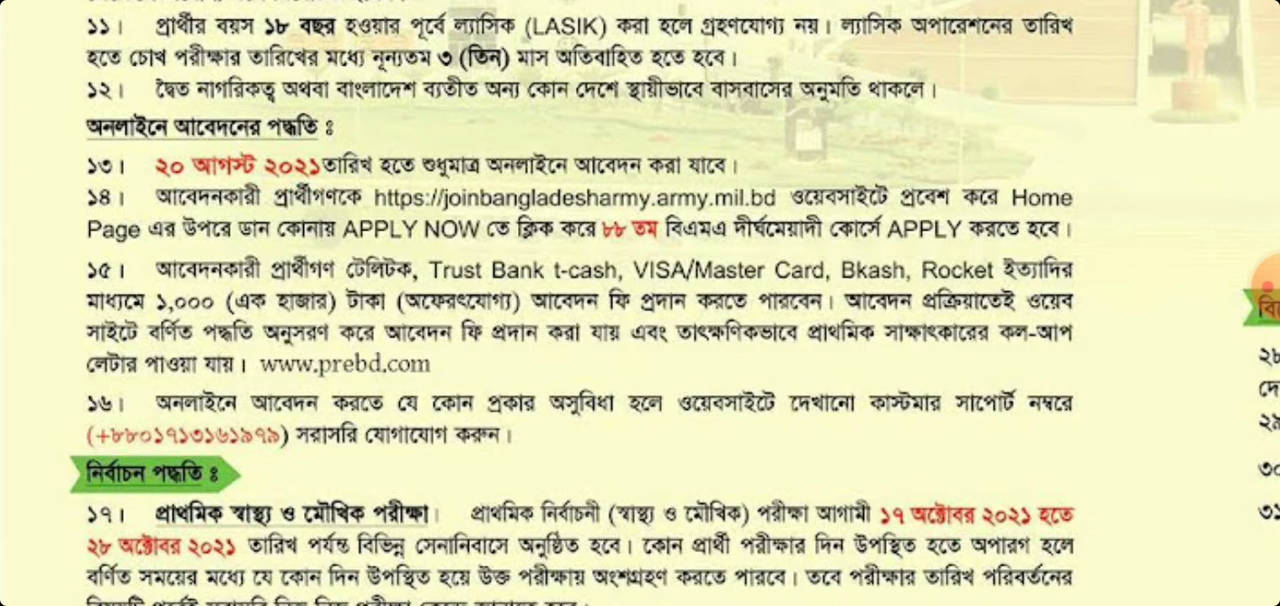 ১১। প্রার্থীর বয়স ১৮ বছর হওয়ার পূর্বে ল্যাসিক (LASIK) করা হলে গ্রহণযোগ্য নয়। ল্যাসিক অপারেশনের তারিখ
হতে চোখ পরীক্ষার তারিখের মধ্যে নূন্যতম ৩ (তিন) মাস অতিবাহিত হতে হবে।
১২। দ্বৈত নাগরিকত্ব অথবা বাংলাদেশ ব্যতীত অন্য কোন দেশে স্থায়ীভাবে বাসবাসের অনুমতি থাকলে।
অনলাইনে আবেদনের পদ্ধতি ঃ
১৩। ২০ আগস্ট ২০২১তারিখ হতে শুধুমাত্র অনলাইনে আবেদন করা যাবে।
১৪। আবেদনকারী প্রার্থীগণকে https://joinbangladesharmy.army.mil.bd ওয়েবসাইটে প্রবেশ করে Home
Page এর উপরে ডান কোনায় APPLY NOW তে ক্লিক করে ৮৮ তম বিএমএ দীর্ঘমেয়াদী কোর্সে APPLY করতে হবে।
১৫। আবেদনকারী প্রার্থীগণ টেলিটক, Trust Bank t-cash, VISA/Master Card, Bkash, Rocket ইত্যাদির
মাধ্যমে ১,০০০ (এক হাজার) টাকা (অফেরৎযোগ্য) আবেদন ফি প্রদান করতে পারবেন। আবেদন প্রক্রিয়াতেই ওয়েব
সাইটে বর্ণিত পদ্ধতি অনুসরণ করে আবেদন ফি প্রদান করা যায় এবং তাৎক্ষণিকভাবে প্রাথমিক সাক্ষাৎকারের কল-আপ
লেটার পাওয়া যায়। www.prebd.com
১৬। অনলাইনে আবেদন করতে যে কোন প্রকার অসুবিধা হলে ওয়েবসাইটে দেখানো কাস্টমার সাপোর্ট নম্বরে
(+৮৮০১৭১৩১৬১৯৭৯) সরাসরি যোগাযোগ করুন।
নির্বাচন পদ্ধতি ঃ
১৭। প্রাথমিক স্বাস্থ্য ও মৌখিক পরীক্ষা। প্রাথমিক নির্বাচনী (স্বাস্থ্য ও মৌখিক) পরীক্ষা আগামী ১৭ অক্টোবর ২০২১ হতে
২৮ অক্টোবর ২০২১ তারিখ পর্যন্ত বিভিন্ন সেনানিবাসে অনুষ্ঠিত হবে। কোন প্রার্থী পরীক্ষার দিন উপস্থিত হতে অপারগ হলে
বর্ণিত সময়ের মধ্যে যে কোন দিন উপস্থিত হয়ে উক্ত পরীক্ষায় অংশগ্রহণ করতে পারবে। তবে পরীক্ষার তারিখ পরিবর্তনের
২৯
৩০
৩১